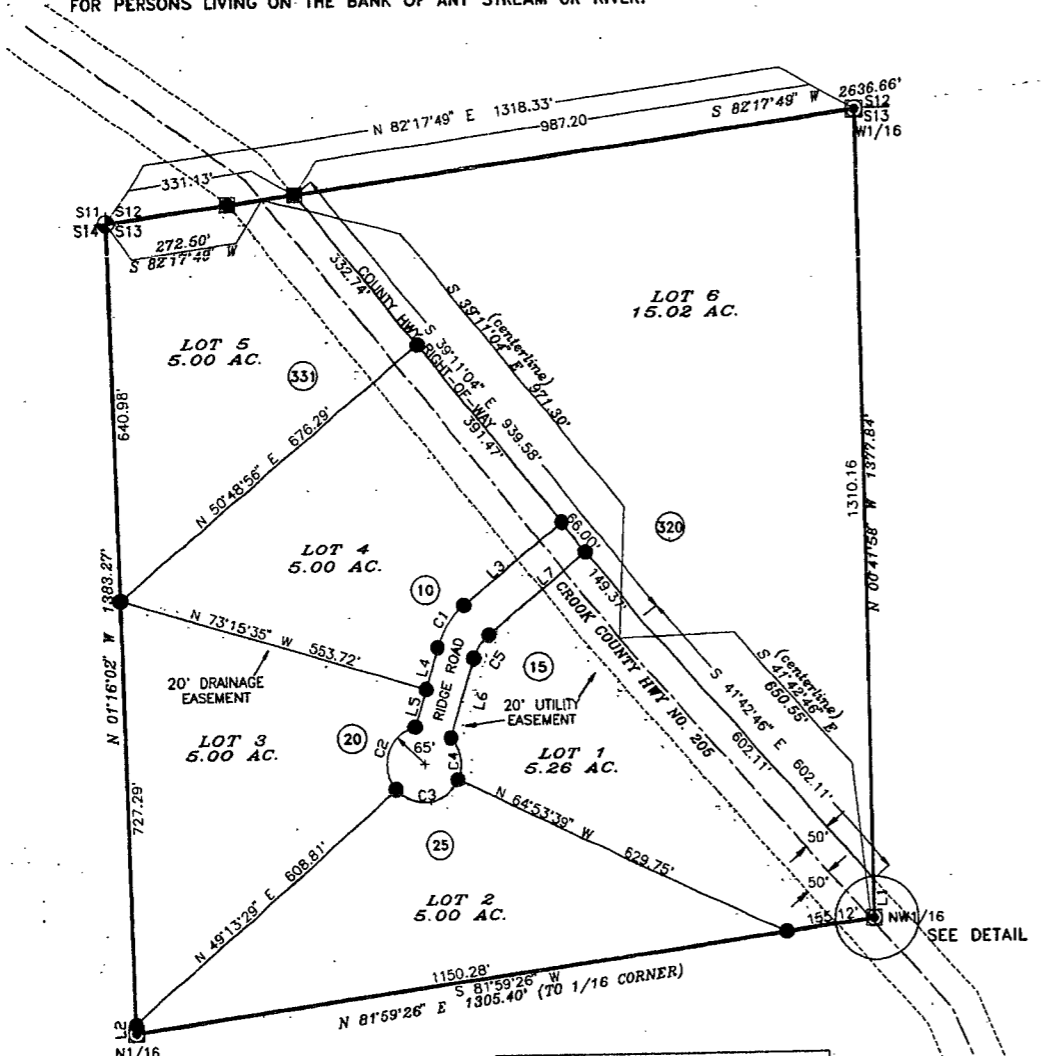 FOR PERSONS LIVING ON THE BANK OF ANY STREAM OR RIVER.
2636.66'
N 82°17'49" E 1318.33'
S 82°17'49" W
S12
S13
W1/16
987.20
331.13'
S11 S12
S14 S13
272.50'
S 82°17'49" W
332.74'
COUNTY HWY RIGHT-OF-WAY
S 39°11'04" E 939.58'
391.47'
(centerline)
S 39°11'04" E 971.30'
LOT 6
15.02 AC.
LOT 5
5.00 AC.
331
640.98'
N 50°48'56" E 676.29'
1310.16
N 00°41'58" W 1377.84'
66.00'
320
LOT 4
5.00 AC.
L3
L7
149.37'
10
C1
N 01°16'02" W 1383.27'
N 73°15'35" W 553.72'
L4
RIDGE ROAD
C5
15
CROOK COUNTY HWY NO. 205
(centerline)
S 41°42'46" E
650.55'
S 41°42'46" E 602.11'
602.11'
20' DRAINAGE
EASEMENT
L5
L6
20' UTILITY
EASEMENT
LOT 3
5.00 AC.
20
C2
65'
C4
C3
LOT 1
5.26 AC.
727.29'
N 64°53'39" W
629.75'
25
50'
50'
N 49°13'29" E 608.81'
LOT 2
5.00 AC.
155.12'
L1
NW1/16
SEE DETAIL
1150.28'
S 81°59'26" W
N 81°59'26" E 1305.40' (TO 1/16 CORNER)
L2
N1/16